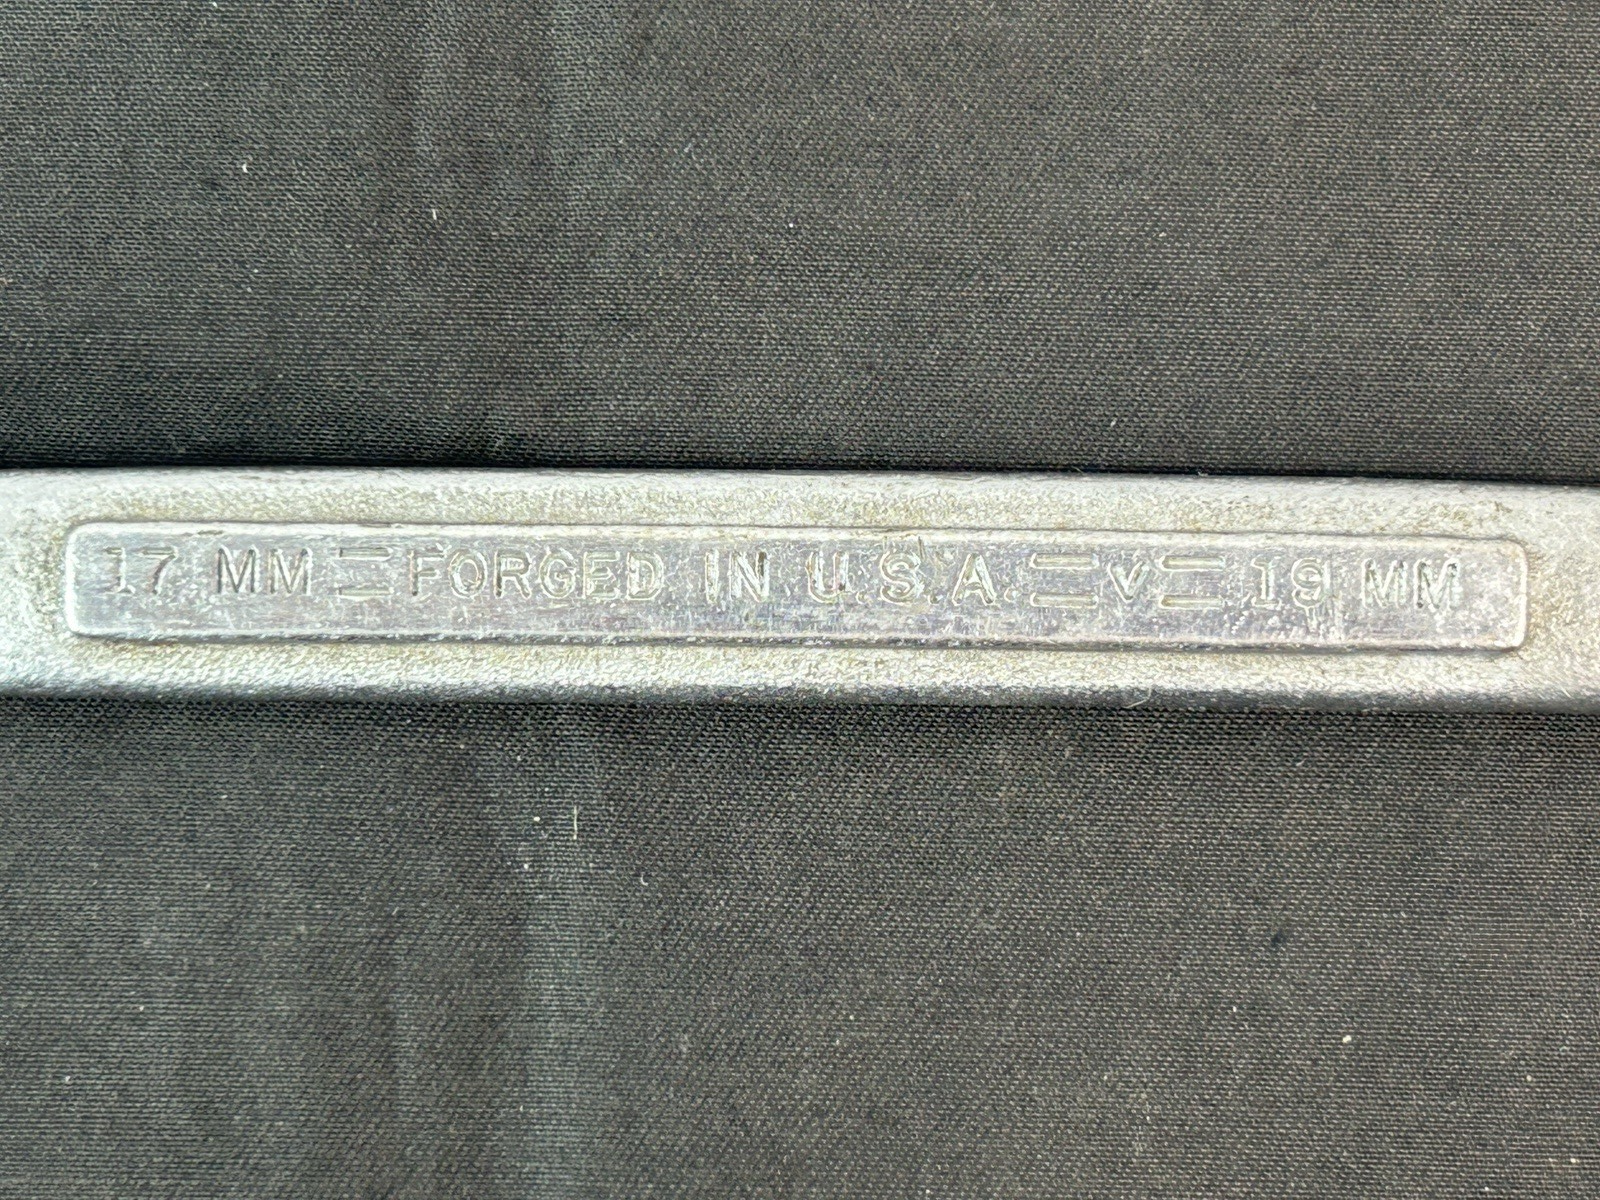 17 MM = FORGED IN U.S.A. = V = 19 MM